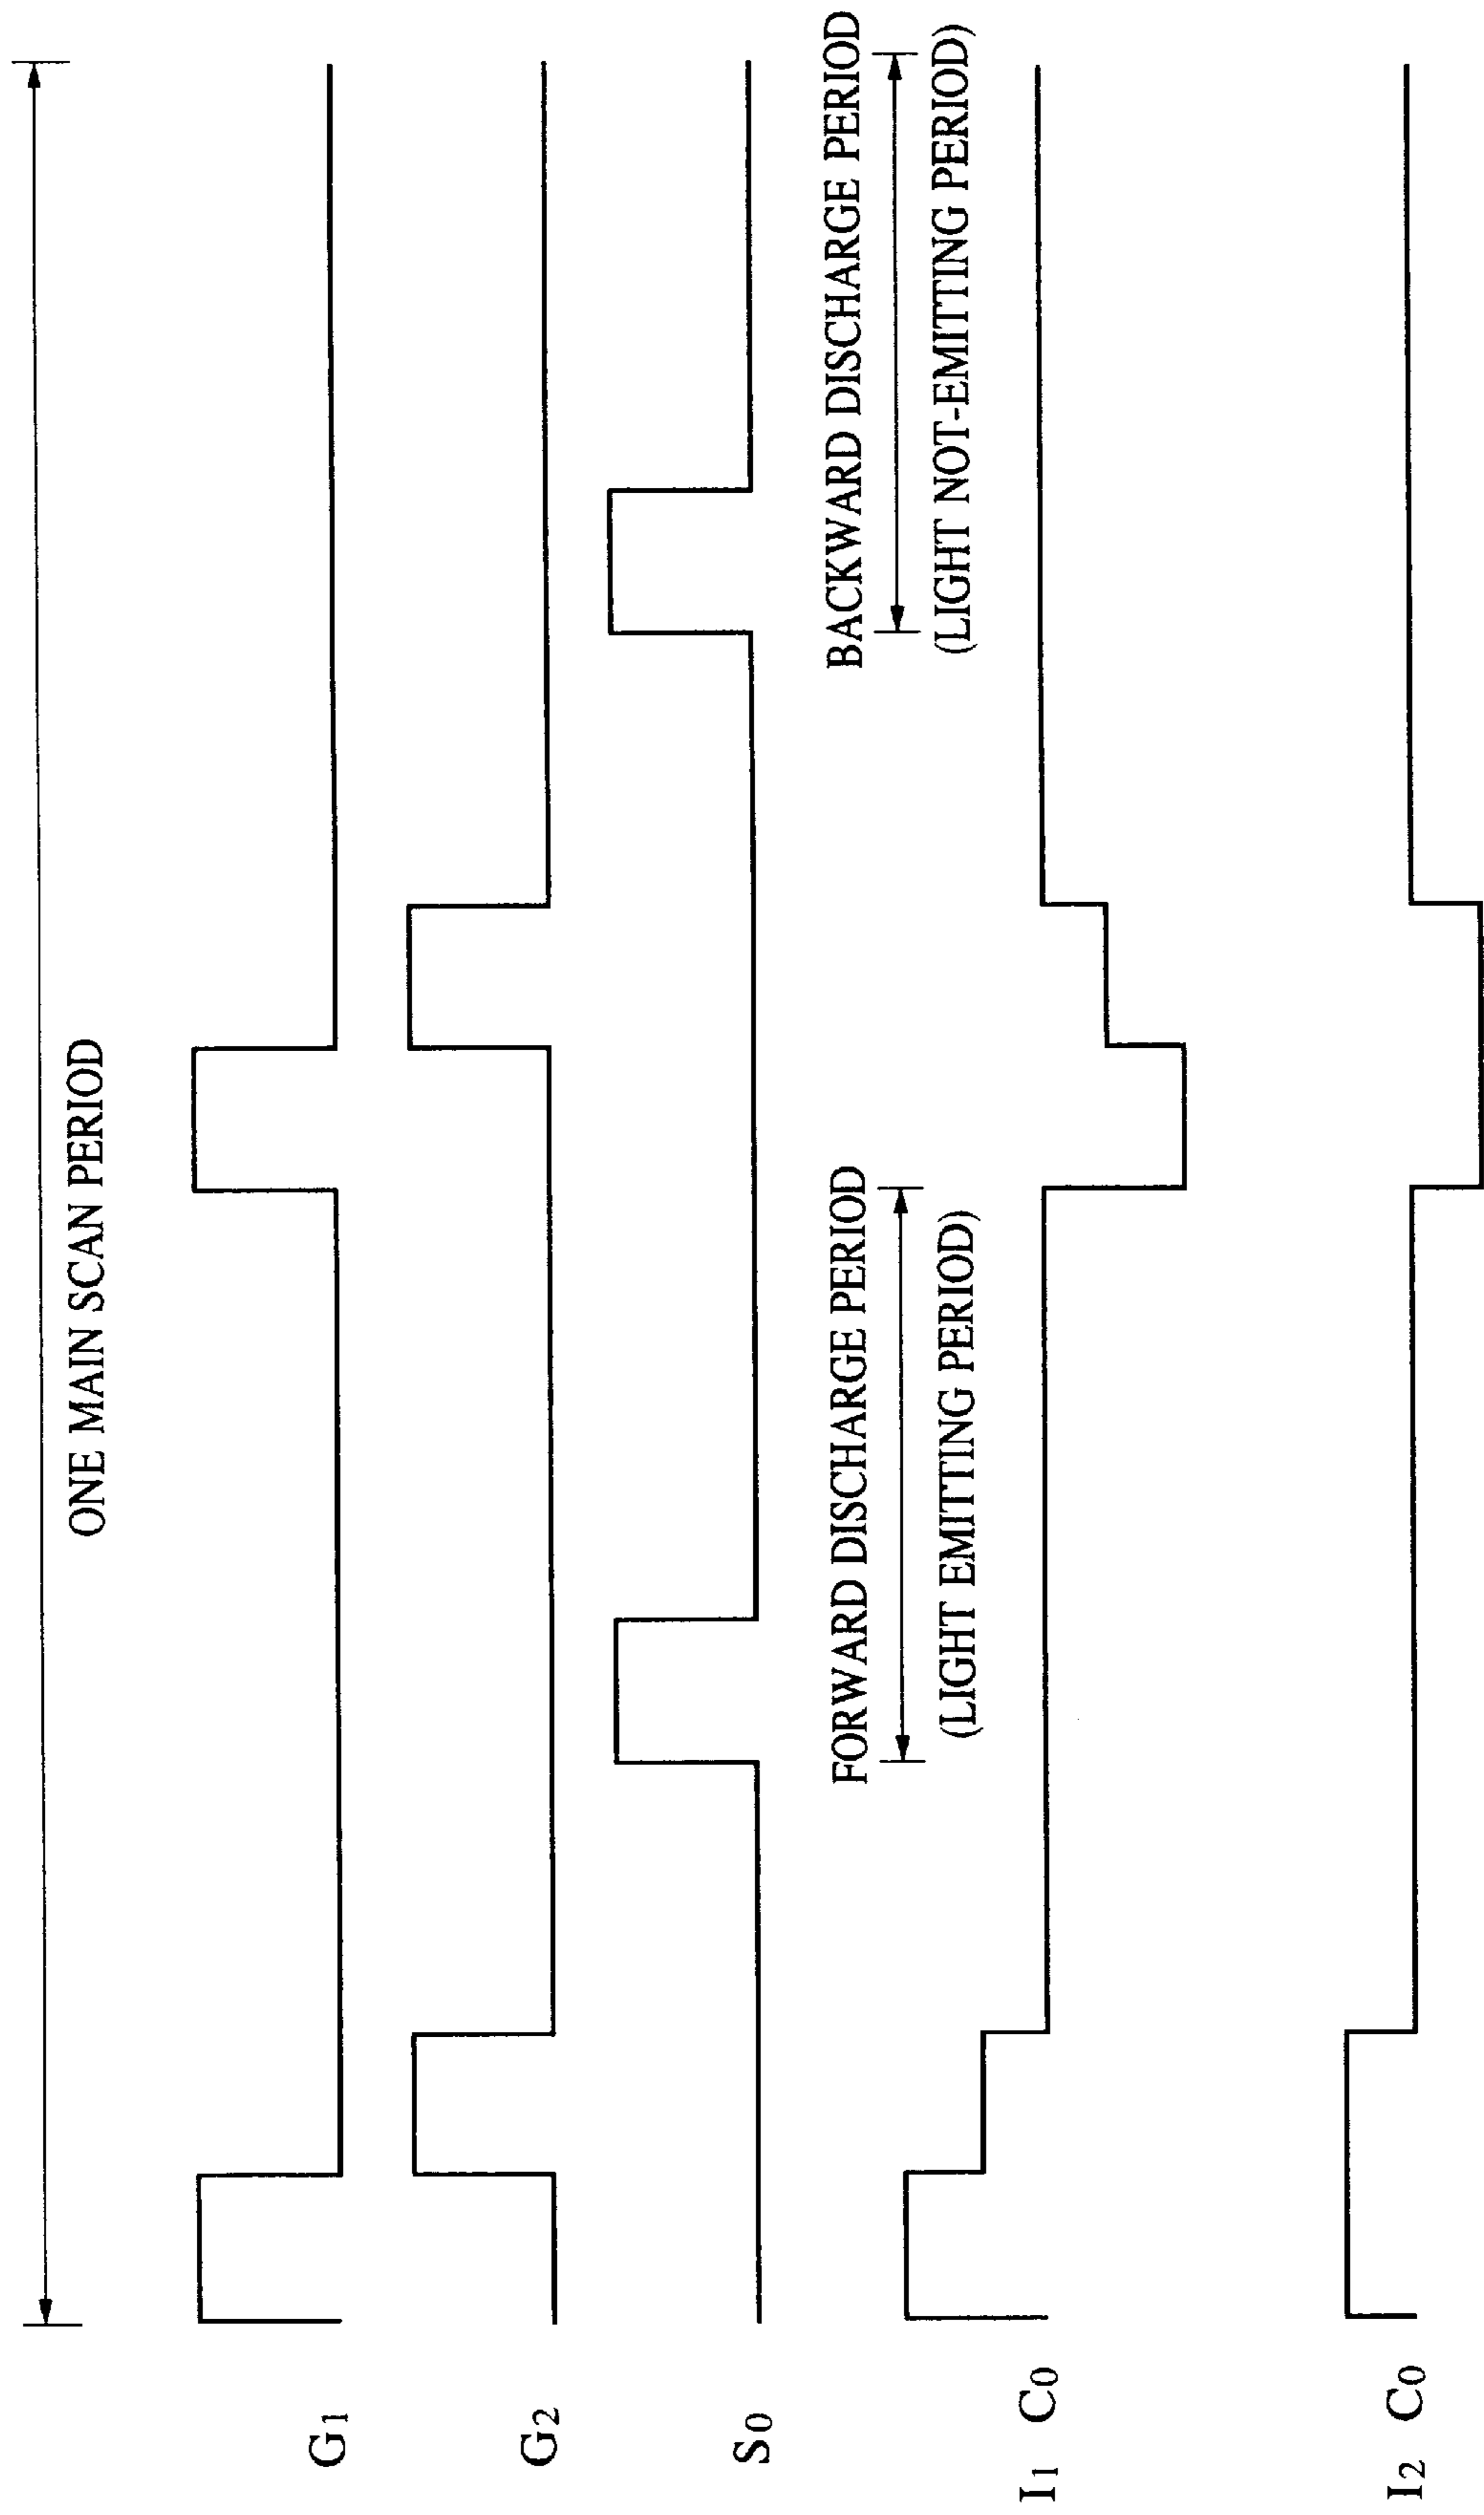 ONE MAIN SCAN PERIOD
G1
G2
S0
FORWARD DISCHARGE PERIOD
(LIGHT EMITTING PERIOD)
BACKWARD DISCHARGE PERIOD
(LIGHT NOT-EMITTING PERIOD)
I1 C0
I2 C0